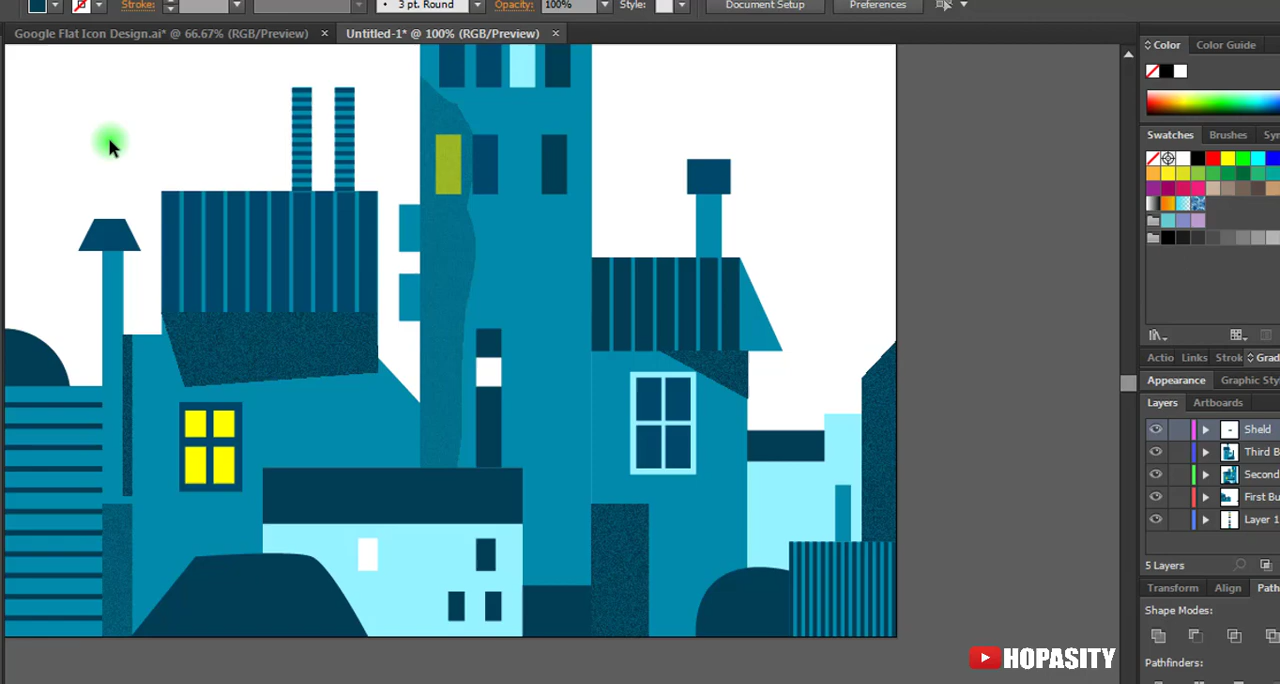 Stroke:
3 pt. Round
Opacity:
100%
Style:
Document Setup
Preferences
Google Flat Icon Design.ai* @ 66.67% (RGB/Preview)
Untitled-1* @ 100% (RGB/Preview)
Color
Color Guide
Swatches
Brushes
Sym
Actio
Links
Strok
Grad
Appearance
Graphic Sty
Layers
Artboards
Sheld
Third B
Second
First Bu
Layer 1
5 Layers
Transform
Align
Path
Shape Modes:
Pathfinders:
HOPASITY